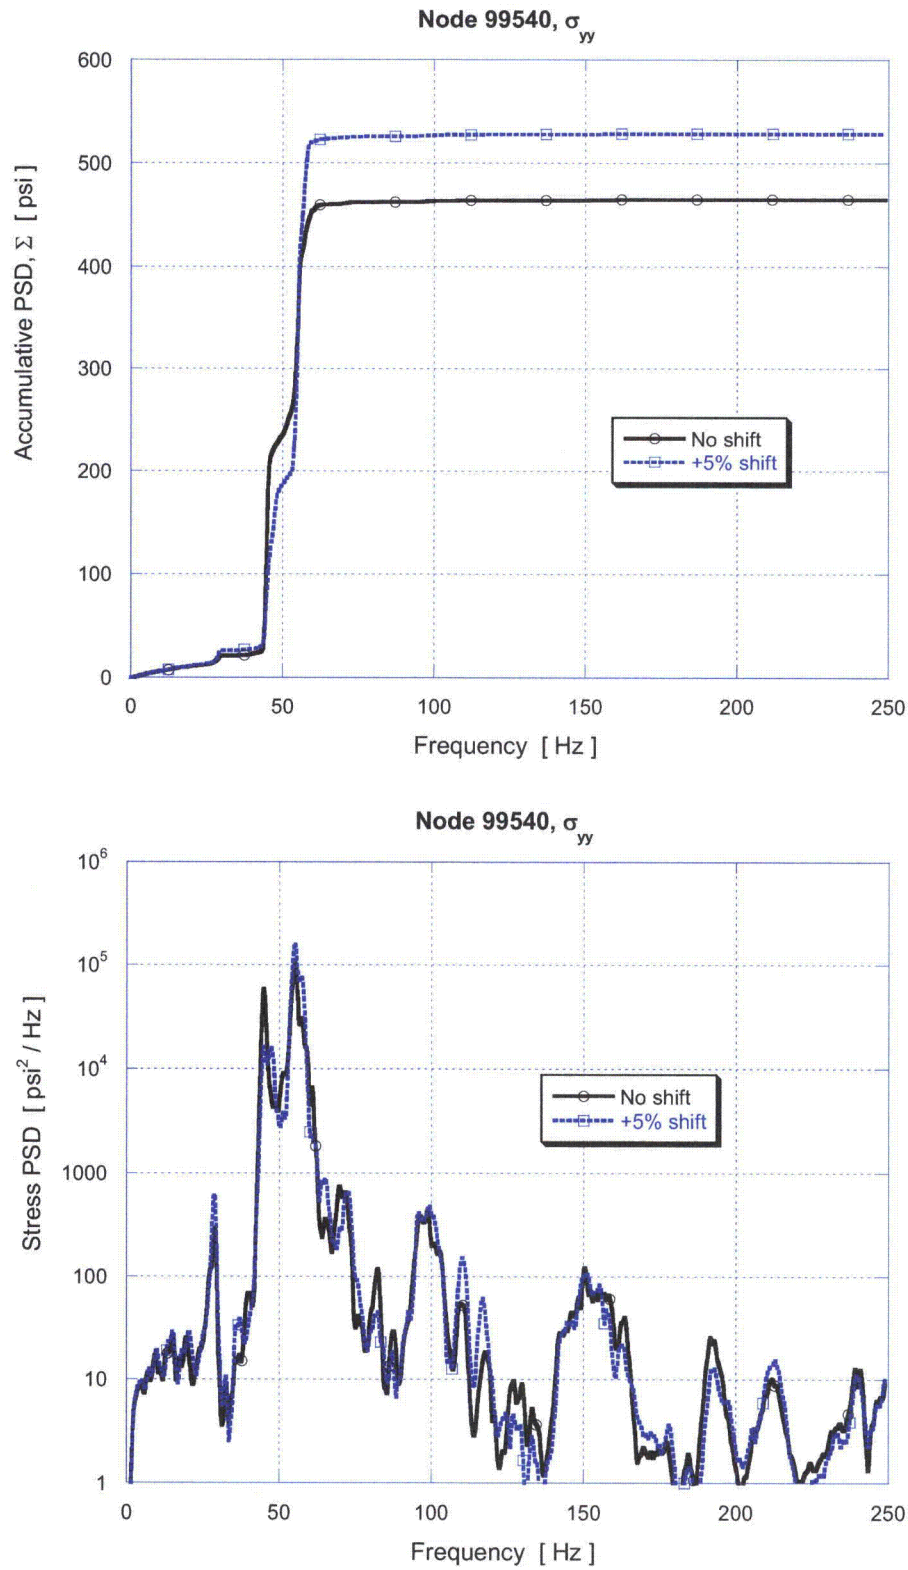 Node 99540, σyy
600
500
400
300
200
100
0
Accumulative PSD, Σ [ psi ]
No shift
+5% shift
0 50 100 150 200 250
Frequency [ Hz ]
Node 99540, σyy
10^6
10^5
10^4
1000
100
10
1
Stress PSD [ psi^2 / Hz ]
No shift
+5% shift
0 50 100 150 200 250
Frequency [ Hz ]